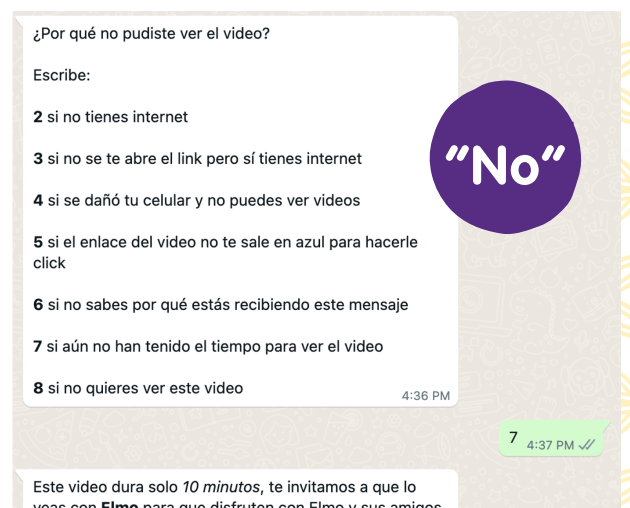 ¿Por qué no pudiste ver el video?
Escribe:
2 si no tienes internet
3 si no se te abre el link pero sí tienes internet
4 si se dañó tu celular y no puedes ver videos
5 si el enlace del video no te sale en azul para hacerle
click
6 si no sabes por qué estás recibiendo este mensaje
7 si aún no han tenido el tiempo para ver el video
8 si no quieres ver este video
4:36 PM
"No"
7 4:37 PM
Este video dura solo 10 minutos, te invitamos a que lo
veas con Elmo para que disfruten con Elmo y sus amigos